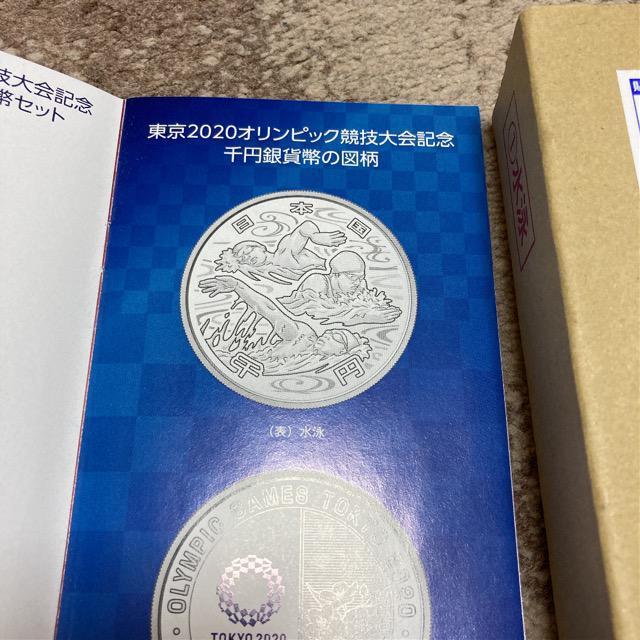 技大会記念
幣セット
東京2020オリンピック競技大会記念
千円銀貨幣の図柄
日本国
千円
(表)水泳
OLYMPIC GAMES TOKYO 2020
TOKYO 2020
水泳